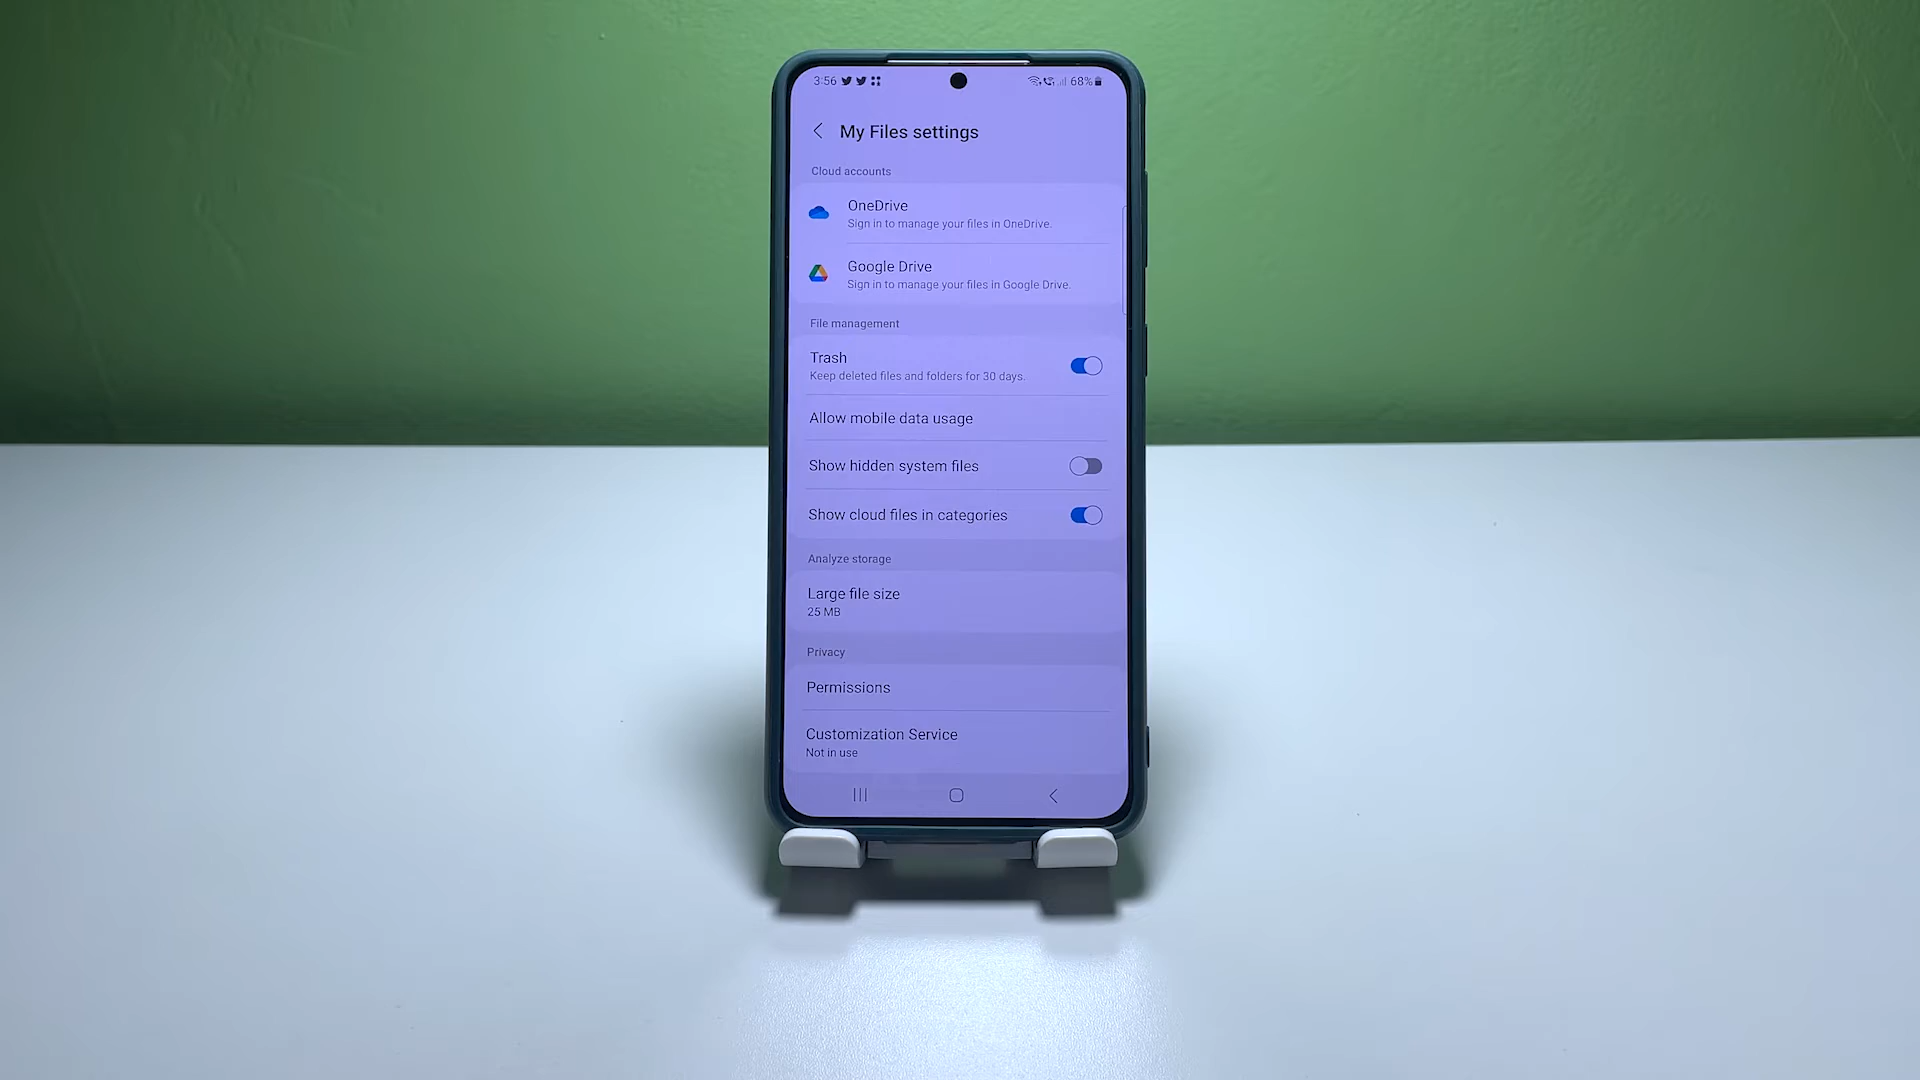 3:56
68%
My Files settings
Cloud accounts
OneDrive
Sign in to manage your files in OneDrive.
Google Drive
Sign in to manage your files in Google Drive.
File management
Trash
Keep deleted files and folders for 30 days.
Allow mobile data usage
Show hidden system files
Show cloud files in categories
Analyze storage
Large file size
25 MB
Privacy
Permissions
Customization Service
Not in use